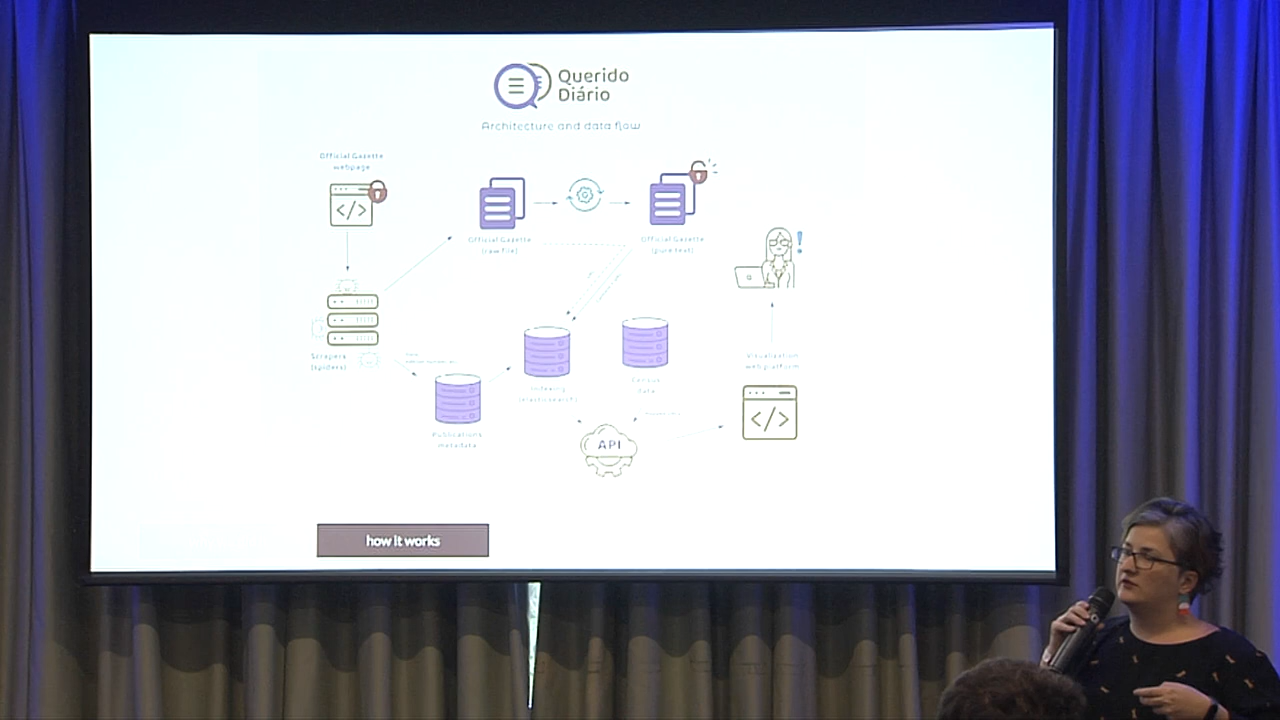 Querido
Diário
Architecture and data flow
Official Gazette
webpage
Official Gazette
(raw file)
Official Gazette
(pure text)
Scrapers
(spiders)
Publications
metadata
Indexing
(elasticsearch)
Census
data
API
Visualization
web platform
how it works